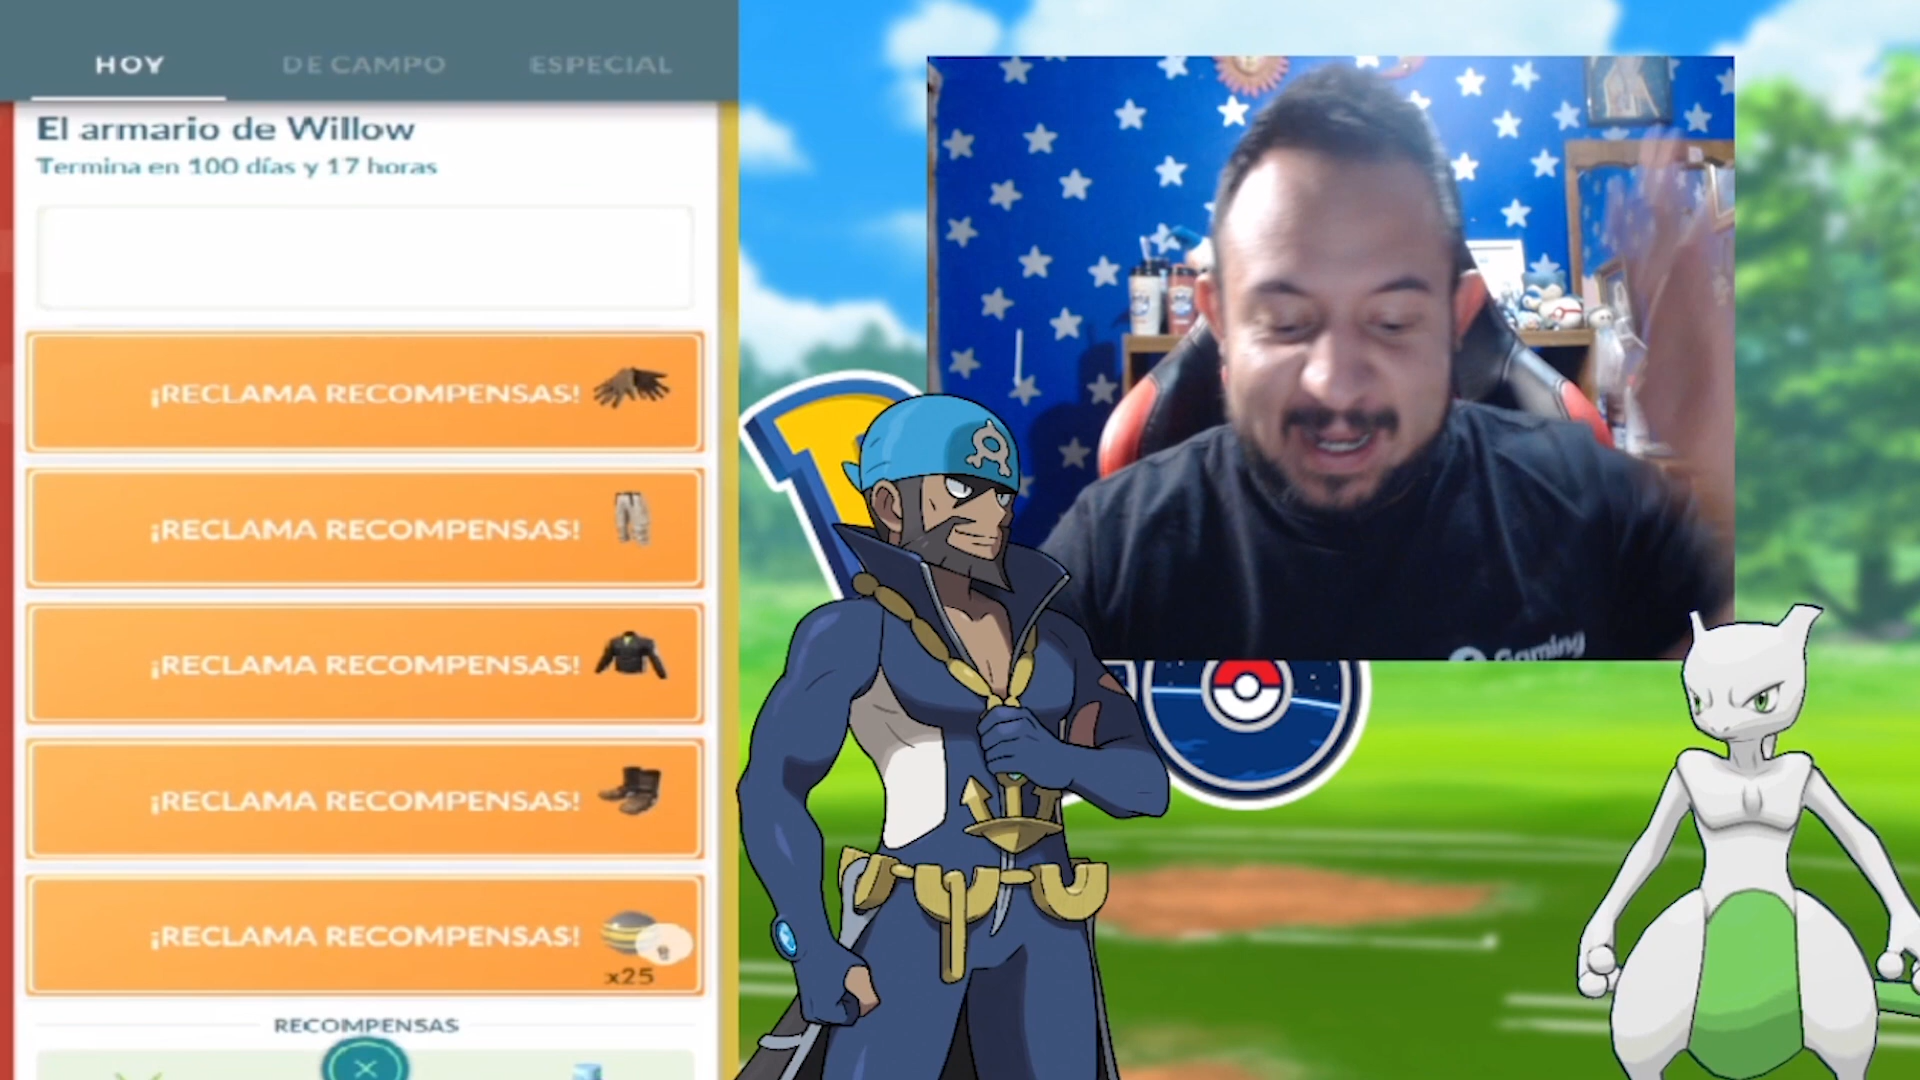 HOY
DE CAMPO
ESPECIAL
El armario de Willow
Termina en 100 días y 17 horas
¡RECLAMA RECOMPENSAS!
¡RECLAMA RECOMPENSAS!
¡RECLAMA RECOMPENSAS!
¡RECLAMA RECOMPENSAS!
¡RECLAMA RECOMPENSAS!
x25
RECOMPENSAS
Gaming